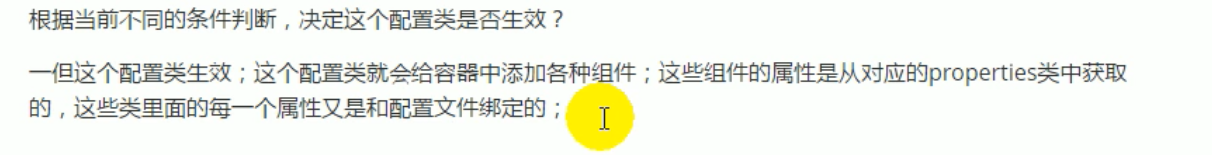 根据当前不同的条件判断，决定这个配置类是否生效？
一但这个配置类生效；这个配置类就会给容器中添加各种组件；这些组件的属性是从对应的properties类中获取
的，这些类里面的每一个属性又是和配置文件绑定的；